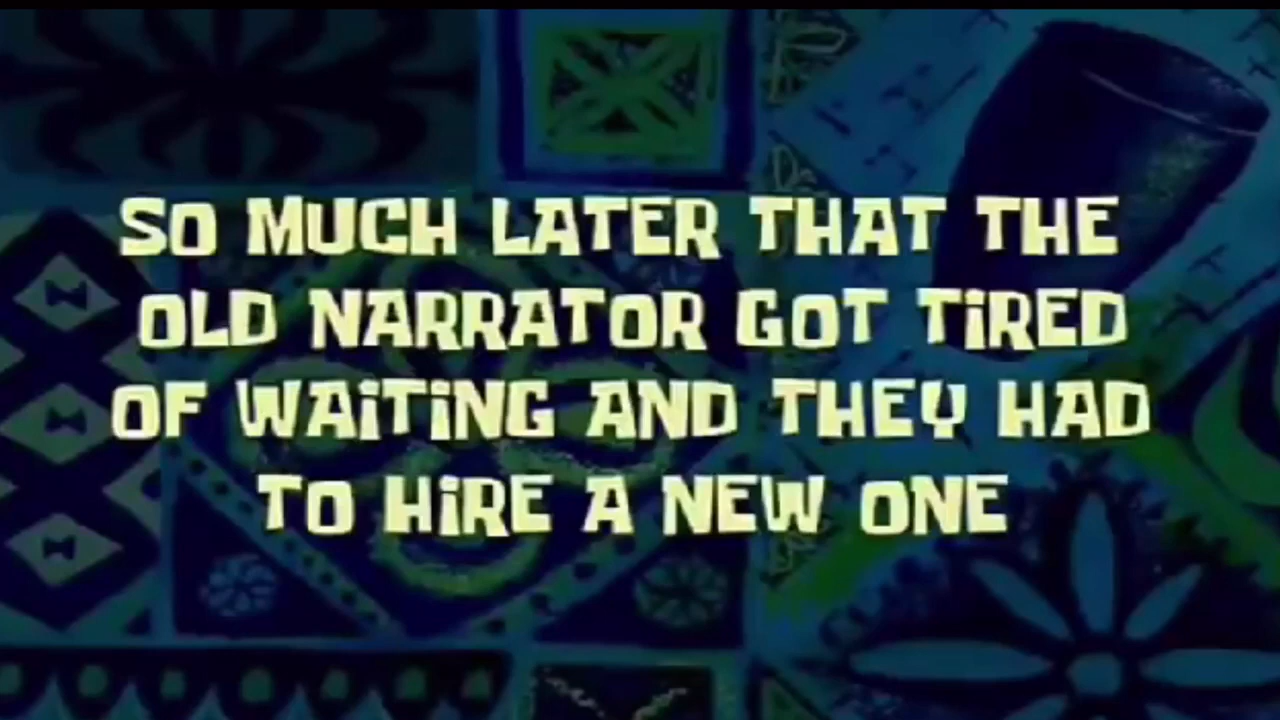 SO MUCH LATER THAT THE
OLD NARRATOR GOT TiRED
OF WAiTiNG AND THEY HAD
TO HiRE A NEW ONE